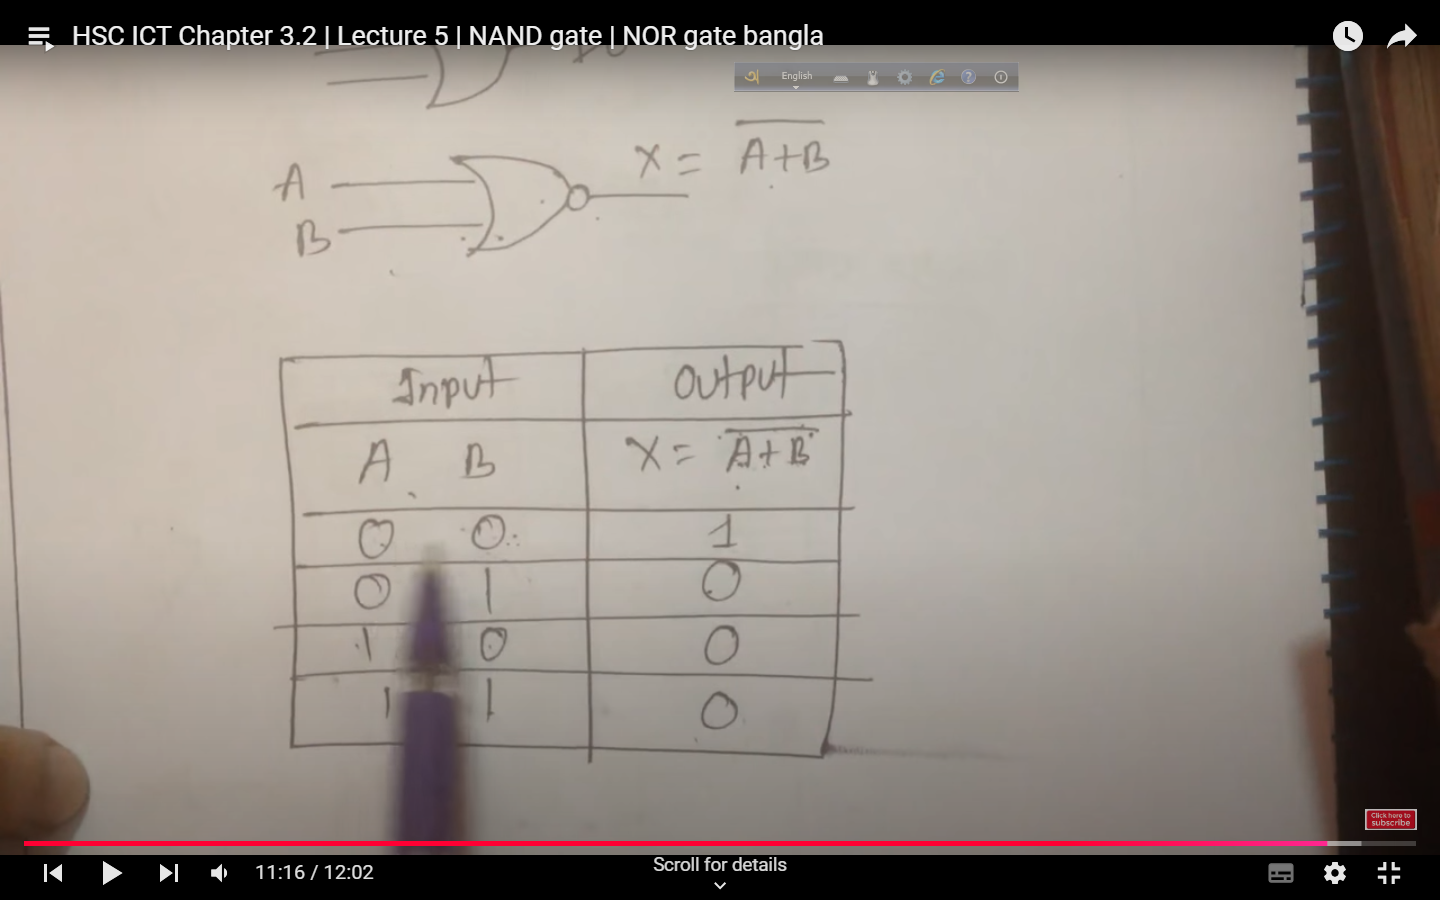 HSC ICT Chapter 3.2 | Lecture 5 | NAND gate | NOR gate bangla
অ English
A
B
X = A+B
Input Output
A B X = A+B
0 0 1
0 1 0
1 0 0
1 1 0
Click here to
subscribe
11:16 / 12:02
Scroll for details